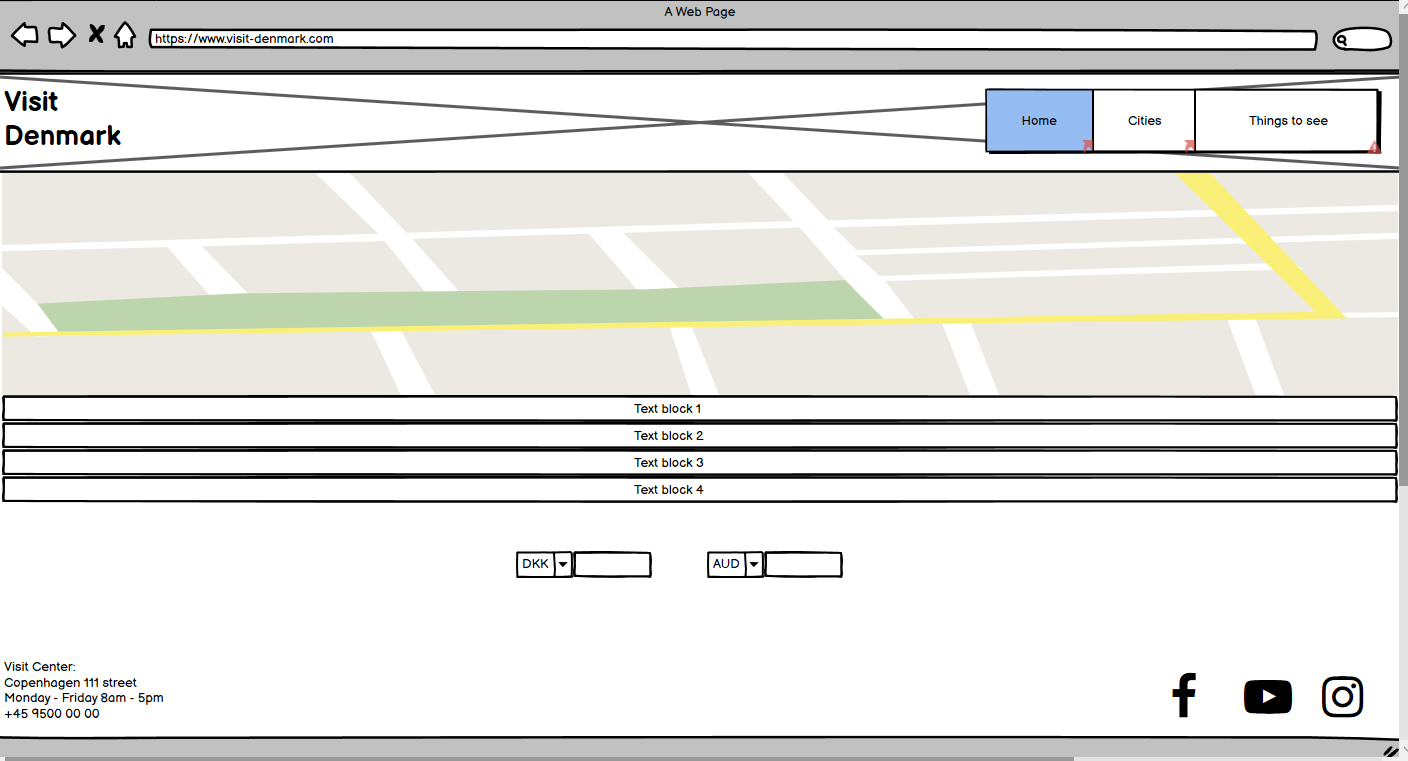 A Web Page
https://www.visit-denmark.com
Visit
Denmark
Home
Cities
Things to see
Text block 1
Text block 2
Text block 3
Text block 4
DKK
AUD
Visit Center:
Copenhagen 111 street
Monday - Friday 8am - 5pm
+45 9500 00 00